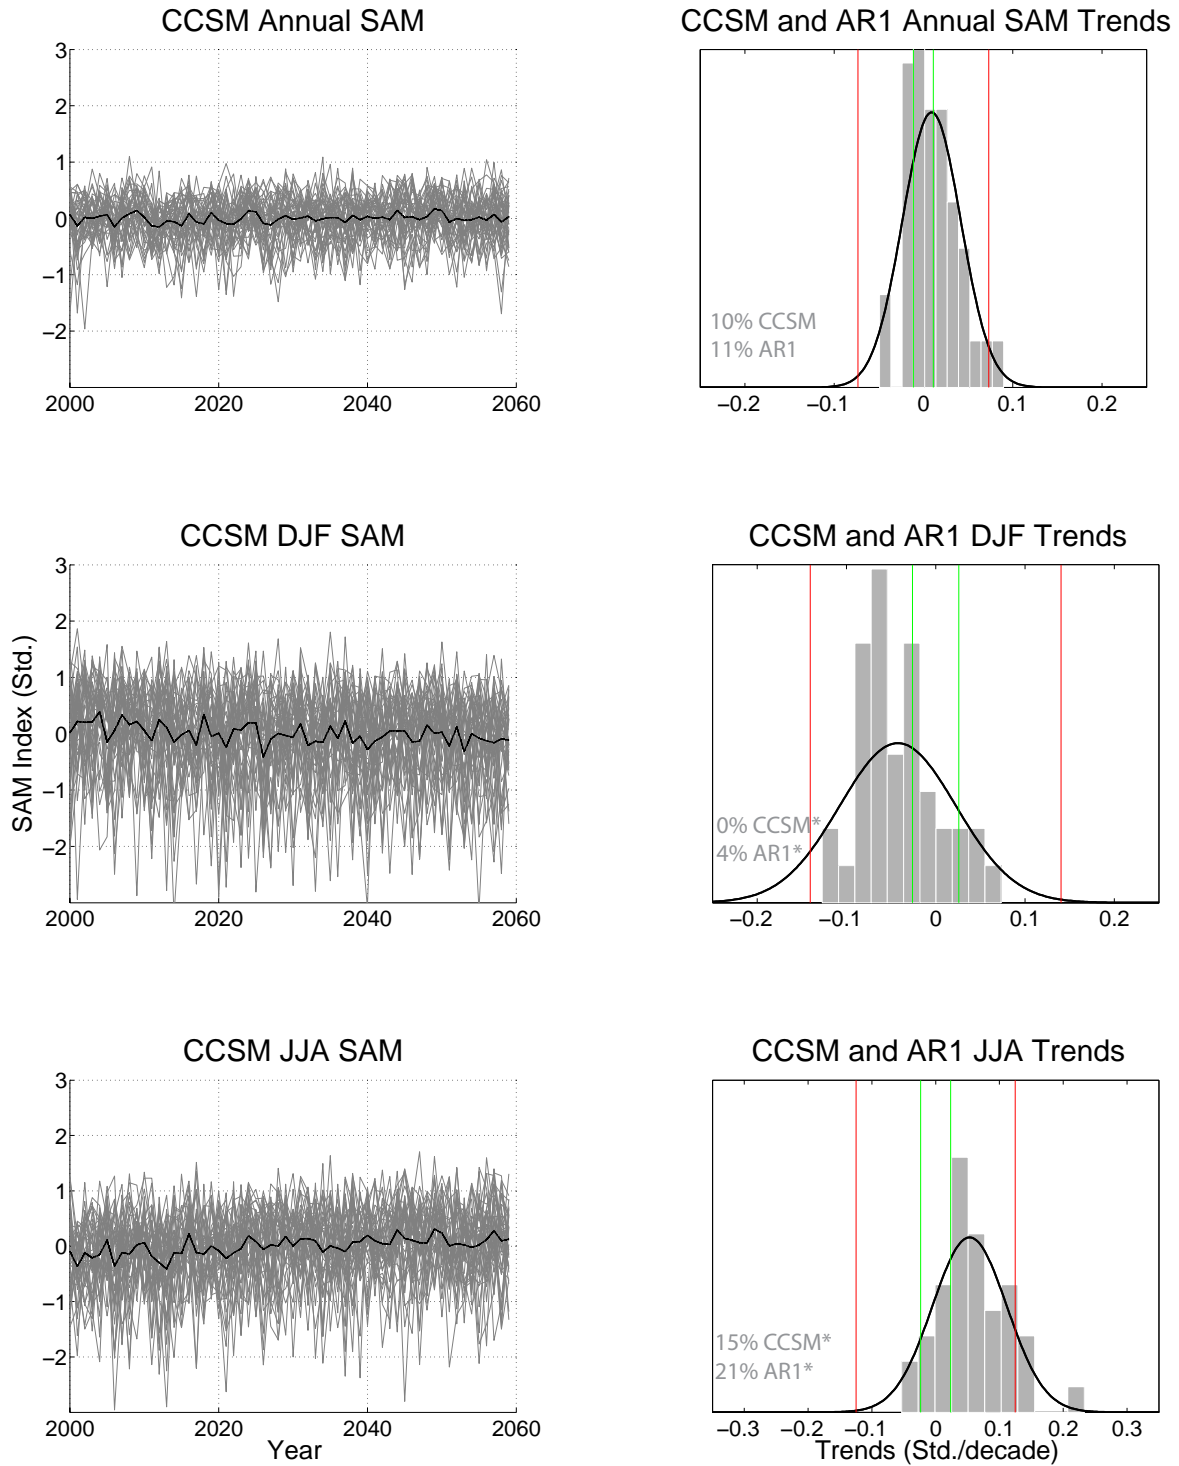 CCSM Annual SAM
3
2
1
0
−1
−2
2000 2020 2040 2060
CCSM and AR1 Annual SAM Trends
10% CCSM
11% AR1
−0.2 −0.1 0 0.1 0.2
CCSM DJF SAM
SAM Index (Std.)
3
2
1
0
−1
−2
2000 2020 2040 2060
CCSM and AR1 DJF Trends
0% CCSM*
4% AR1*
−0.2 −0.1 0 0.1 0.2
CCSM JJA SAM
3
2
1
0
−1
−2
2000 2020 2040 2060
Year
CCSM and AR1 JJA Trends
15% CCSM*
21% AR1*
−0.3 −0.2 −0.1 0 0.1 0.2 0.3
Trends (Std./decade)